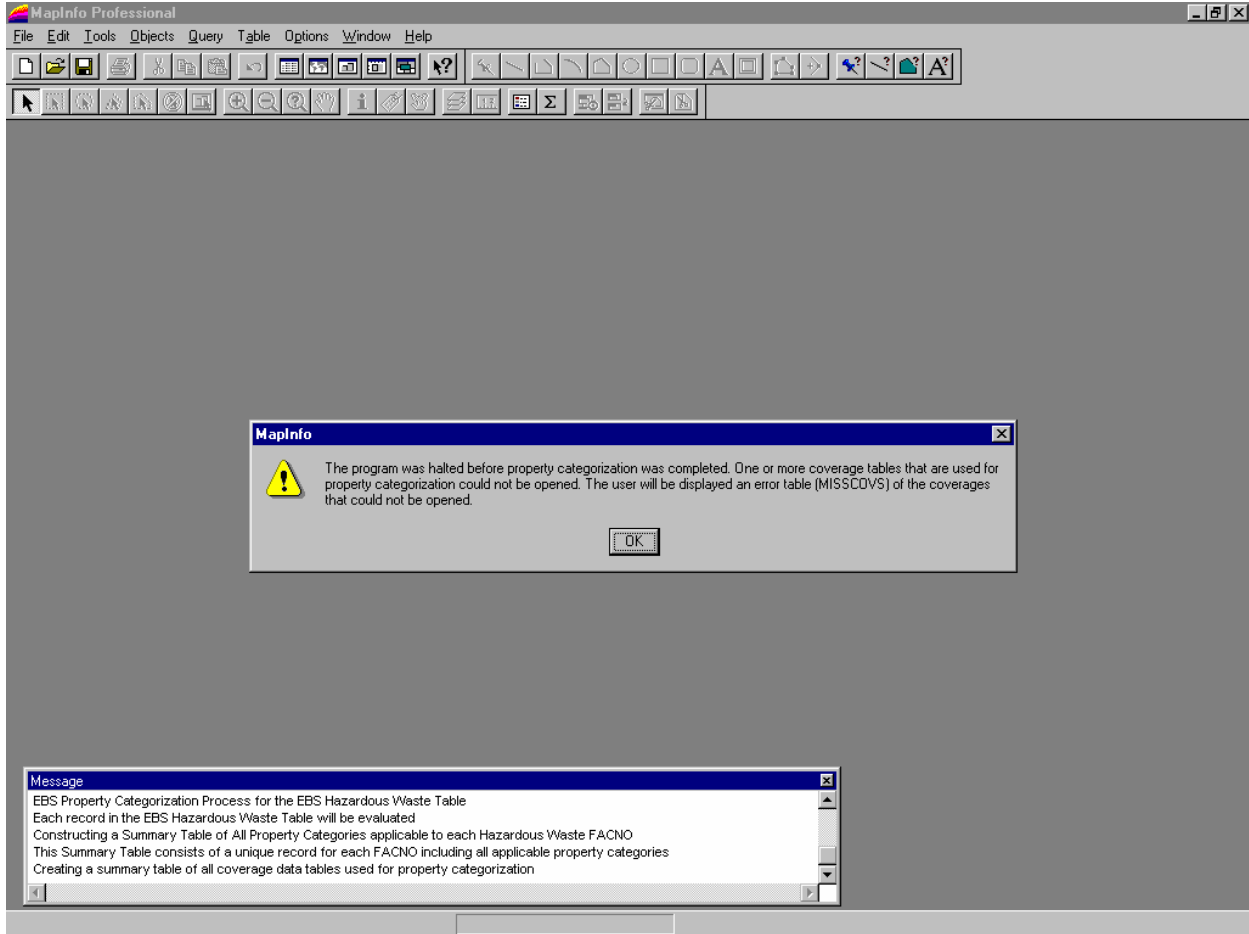 MapInfo Professional
File Edit Tools Objects Query Table Options Window Help
MapInfo
The program was halted before property categorization was completed. One or more coverage tables that are used for
property categorization could not be opened. The user will be displayed an error table (MISSCOVS) of the coverages
that could not be opened.
OK
Message
EBS Property Categorization Process for the EBS Hazardous Waste Table
Each record in the EBS Hazardous Waste Table will be evaluated
Constructing a Summary Table of All Property Categories applicable to each Hazardous Waste FACNO
This Summary Table consists of a unique record for each FACNO including all applicable property categories
Creating a summary table of all coverage data tables used for property categorization